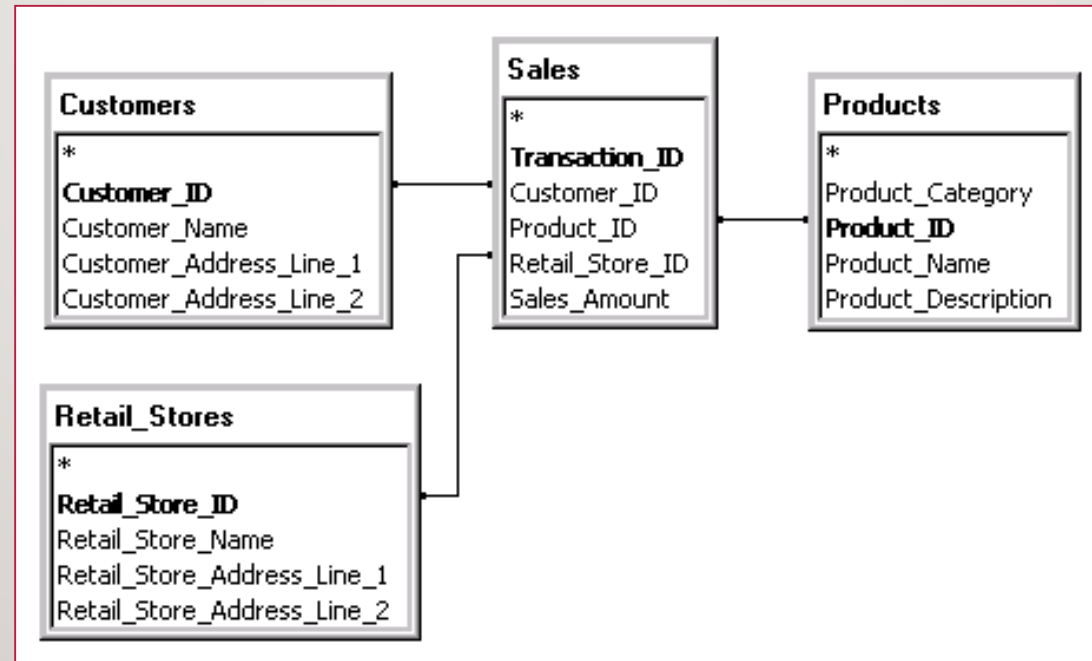 Customers
*
Customer_ID
Customer_Name
Customer_Address_Line_1
Customer_Address_Line_2
Sales
*
Transaction_ID
Customer_ID
Product_ID
Retail_Store_ID
Sales_Amount
Products
*
Product_Category
Product_ID
Product_Name
Product_Description
Retail_Stores
*
Retail_Store_ID
Retail_Store_Name
Retail_Store_Address_Line_1
Retail_Store_Address_Line_2